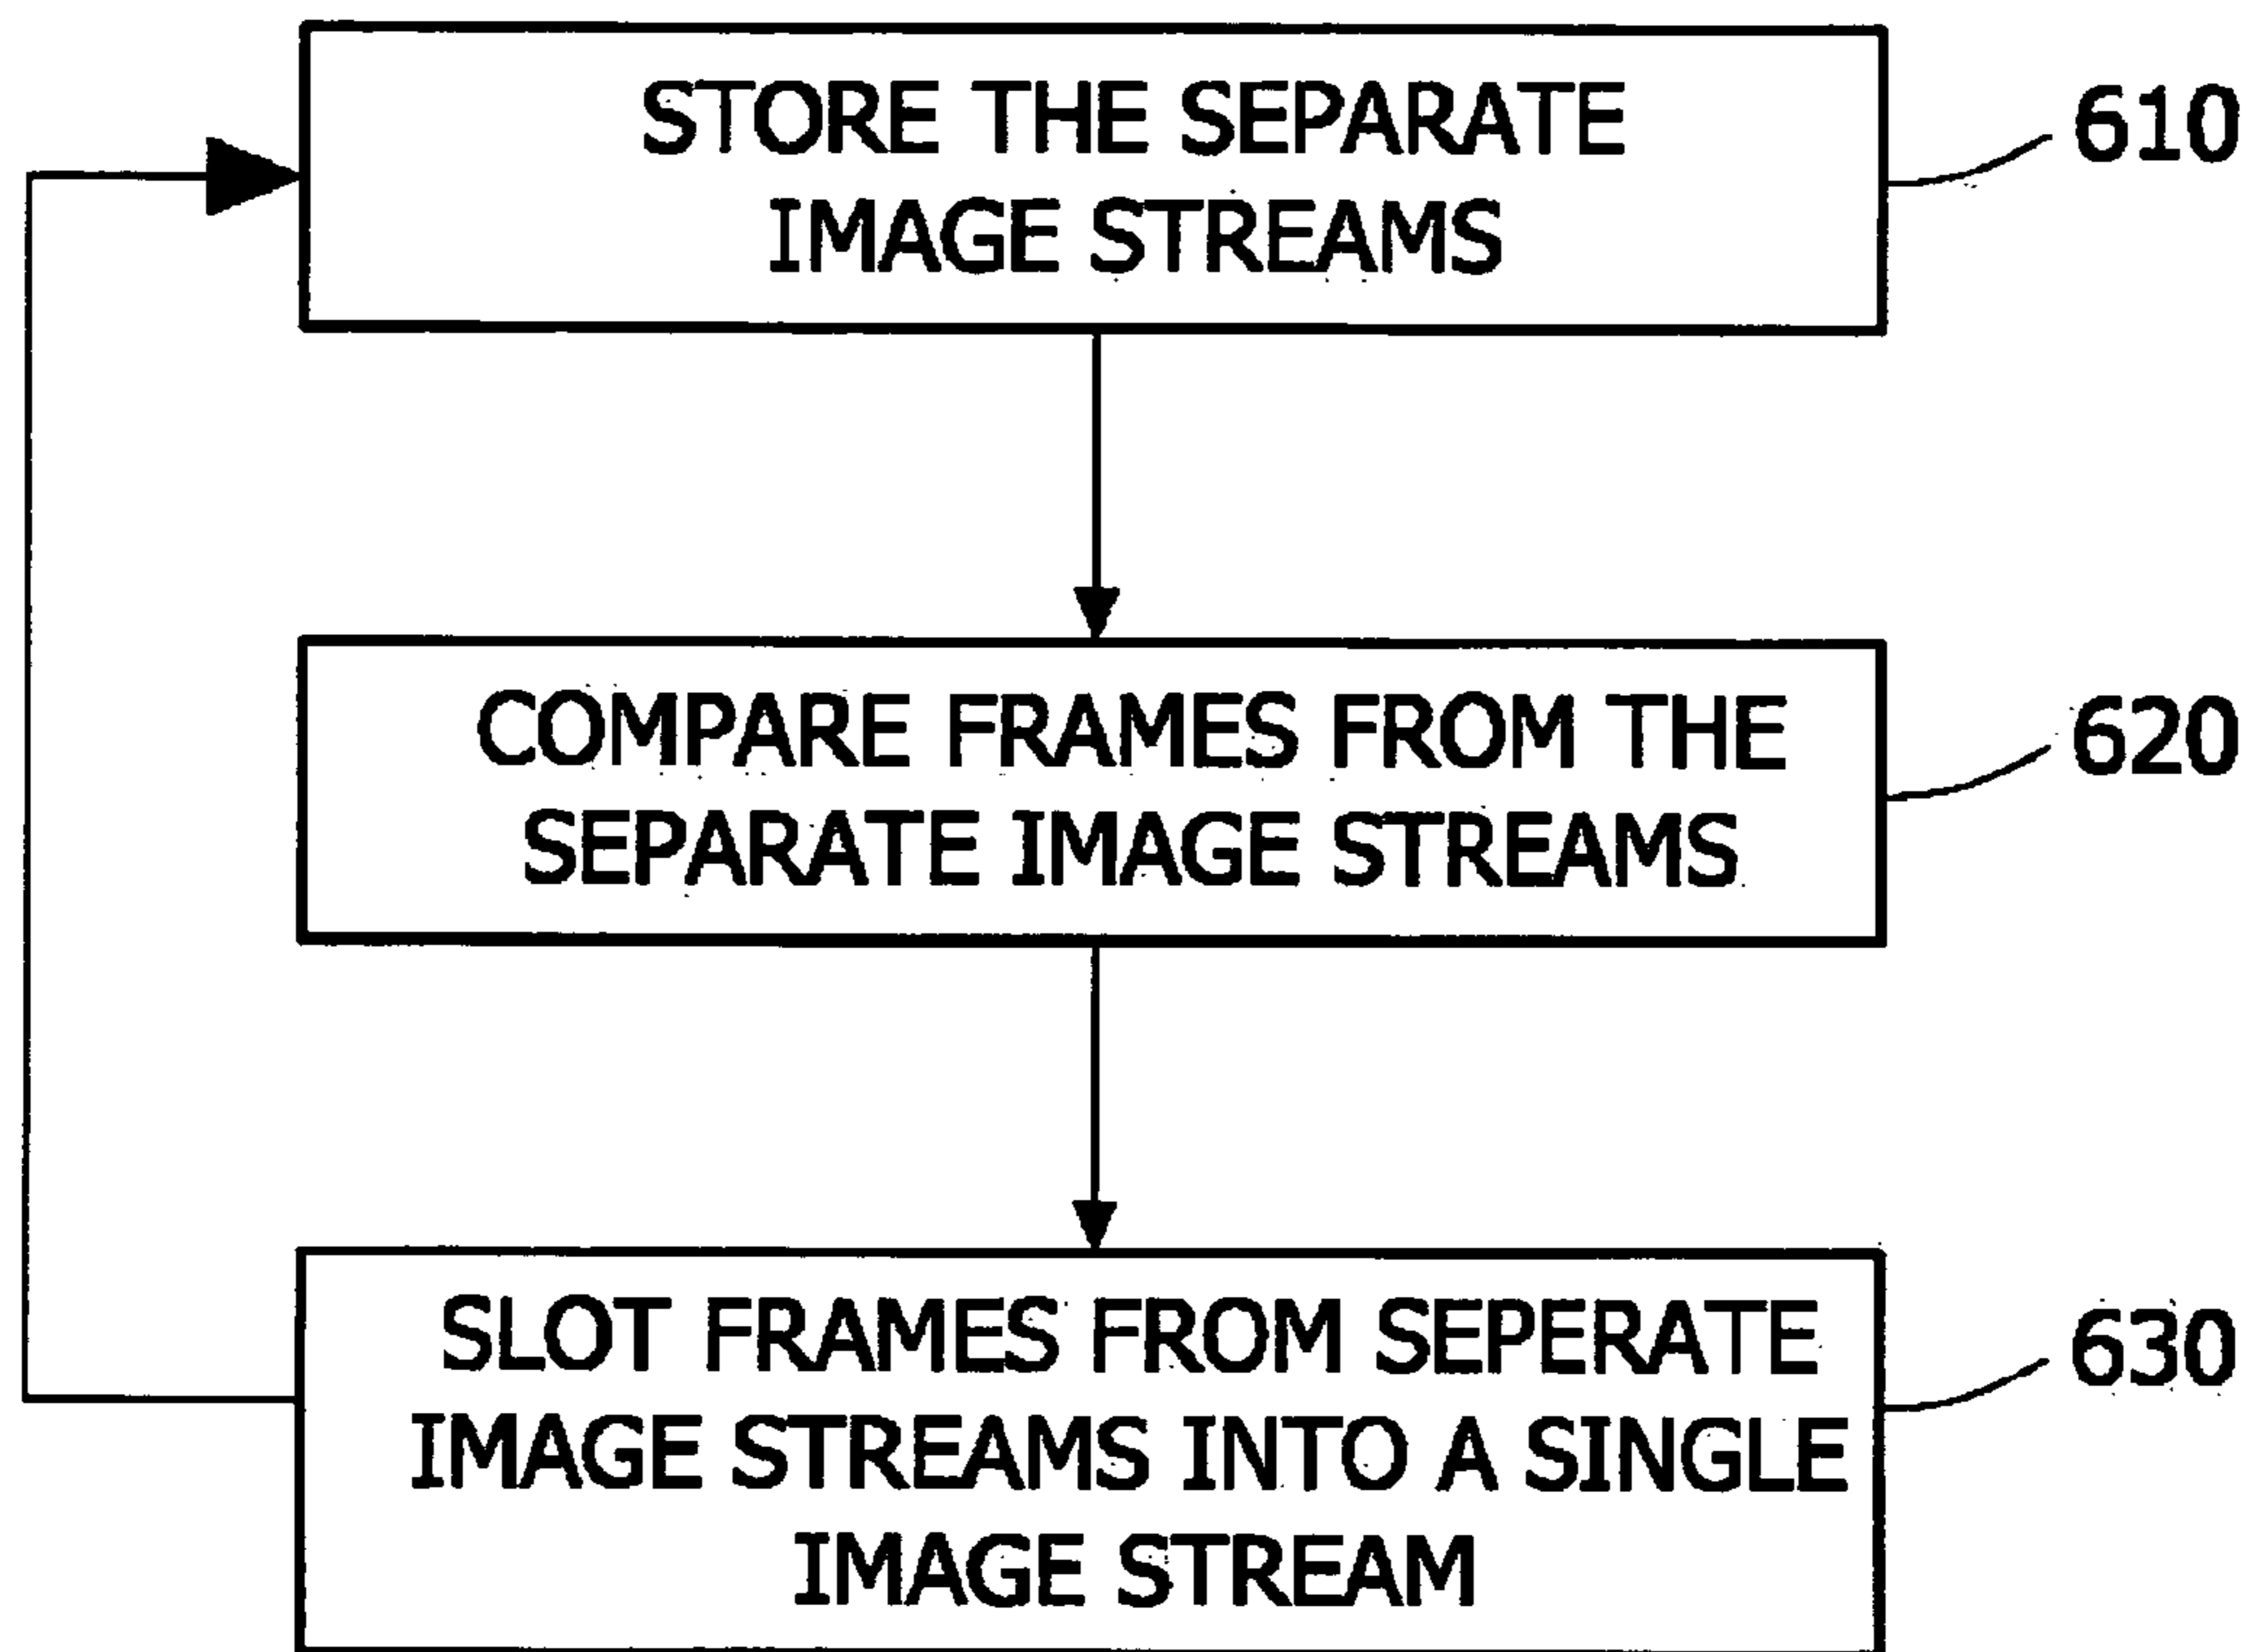 STORE THE SEPARATE
IMAGE STREAMS
610
COMPARE FRAMES FROM THE
SEPARATE IMAGE STREAMS
620
SLOT FRAMES FROM SEPERATE
IMAGE STREAMS INTO A SINGLE
IMAGE STREAM
630